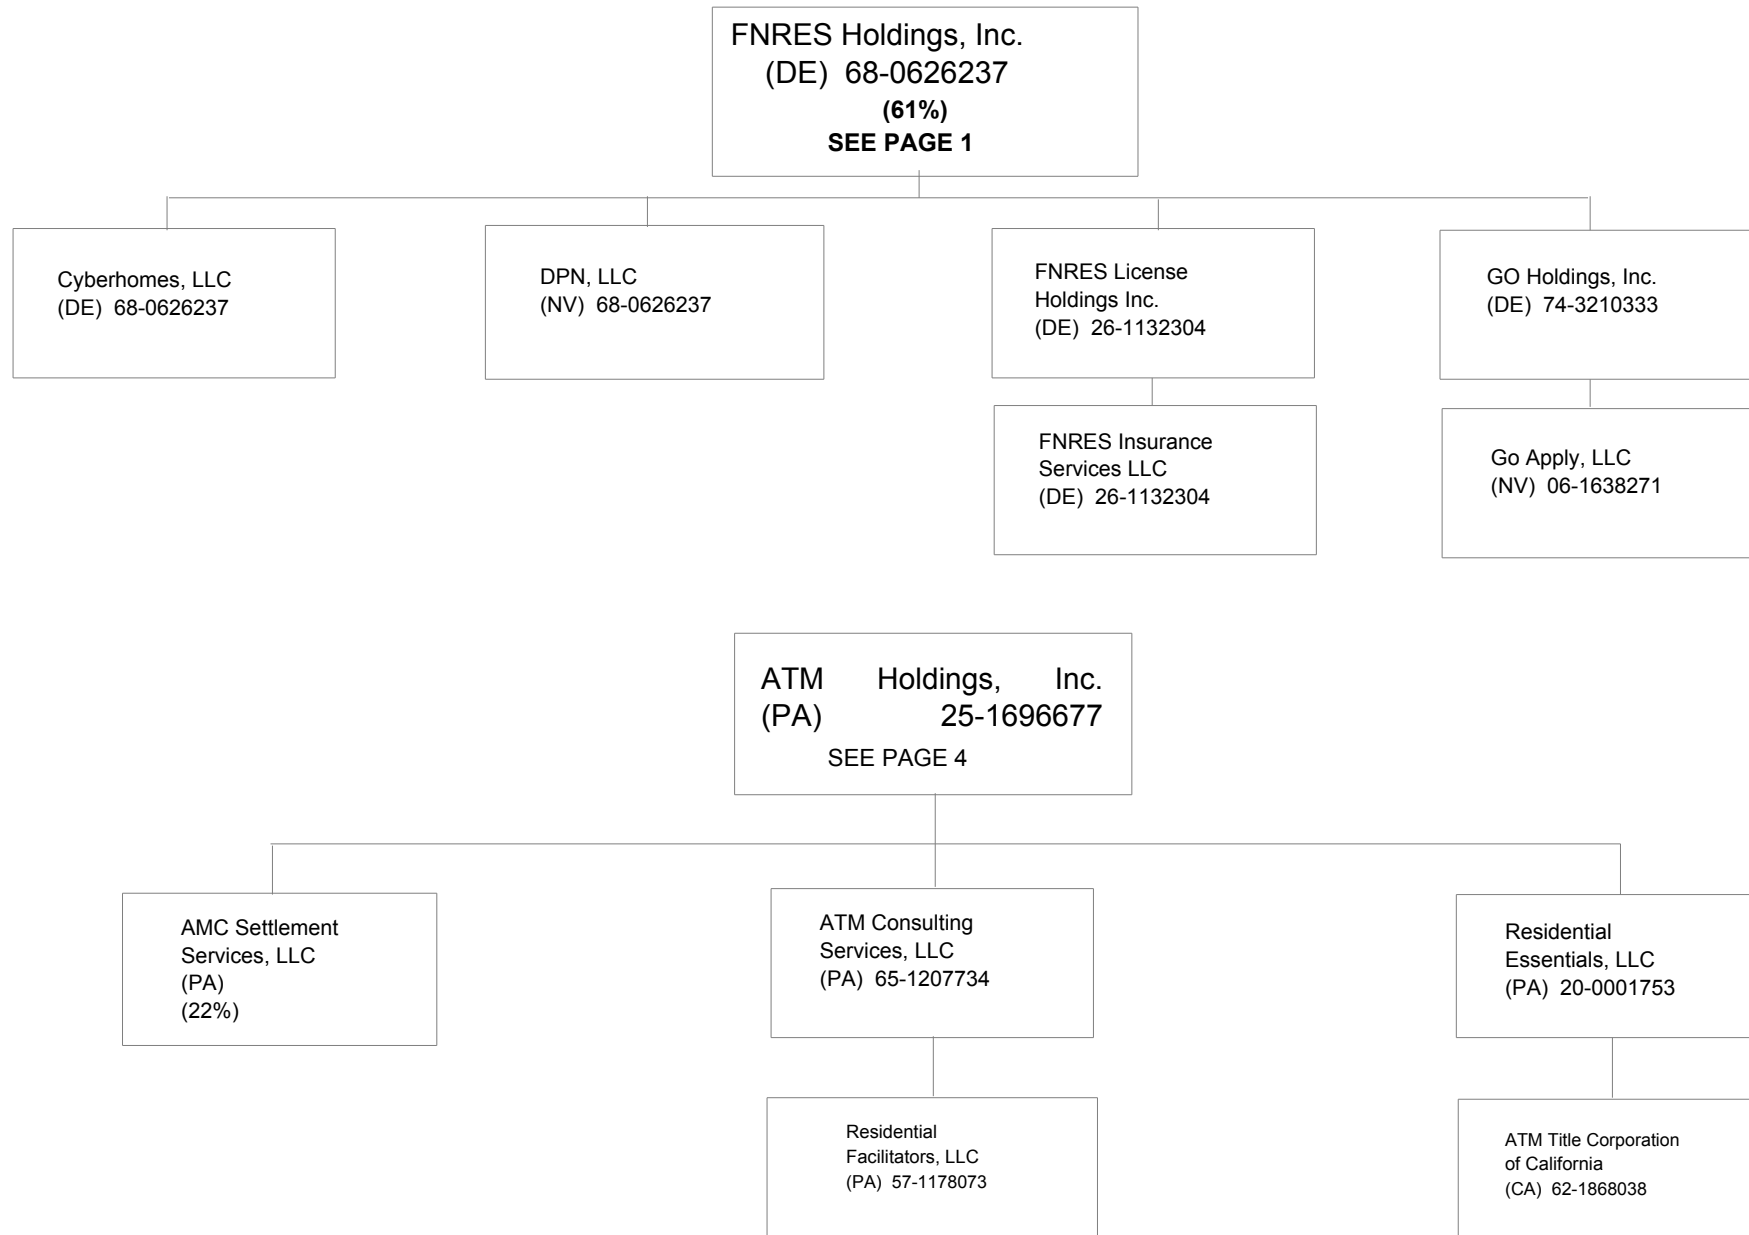 FNRES Holdings, Inc.
(DE) 68-0626237
(61%)
SEE PAGE 1
Cyberhomes, LLC
(DE) 68-0626237
DPN, LLC
(NV) 68-0626237
FNRES License
Holdings Inc.
(DE) 26-1132304
GO Holdings, Inc.
(DE) 74-3210333
FNRES Insurance
Services LLC
(DE) 26-1132304
Go Apply, LLC
(NV) 06-1638271
ATM Holdings, Inc.
(PA) 25-1696677
SEE PAGE 4
AMC Settlement
Services, LLC
(PA)
(22%)
ATM Consulting
Services, LLC
(PA) 65-1207734
Residential
Essentials, LLC
(PA) 20-0001753
Residential
Facilitators, LLC
(PA) 57-1178073
ATM Title Corporation
of California
(CA) 62-1868038